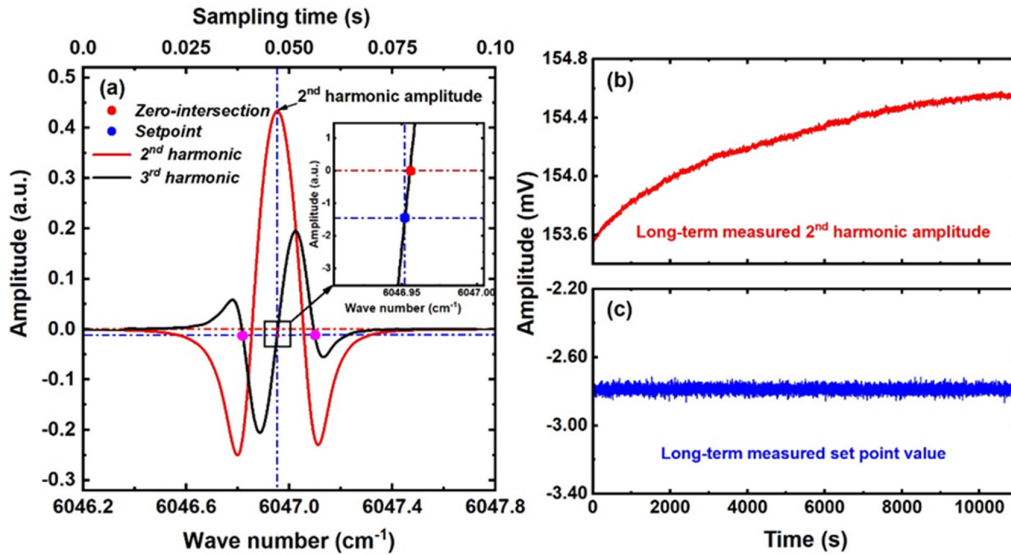 Sampling time (s)
0.000 0.025 0.050 0.075 0.100
(a)
2nd harmonic amplitude
Zero-intersection
Setpoint
2nd harmonic
3rd harmonic
0.5
0.4
0.3
0.2
0.1
0.0
-0.1
-0.2
-0.3
Amplitude (a.u.)
6046.2 6046.6 6047.0 6047.4 6047.8
Wave number (cm-1)
1
0
-1
-2
-3
Amplitude (a.u.)
6046.95 6047.00
Wave number (cm-1)
(b)
154.8
154.4
154.0
153.6
Long-term measured 2nd harmonic amplitude
Amplitude (mV)
(c)
-2.20
-2.60
-3.00
-3.40
Long-term measured set point value
0 2000 4000 6000 8000 10000
Time (s)